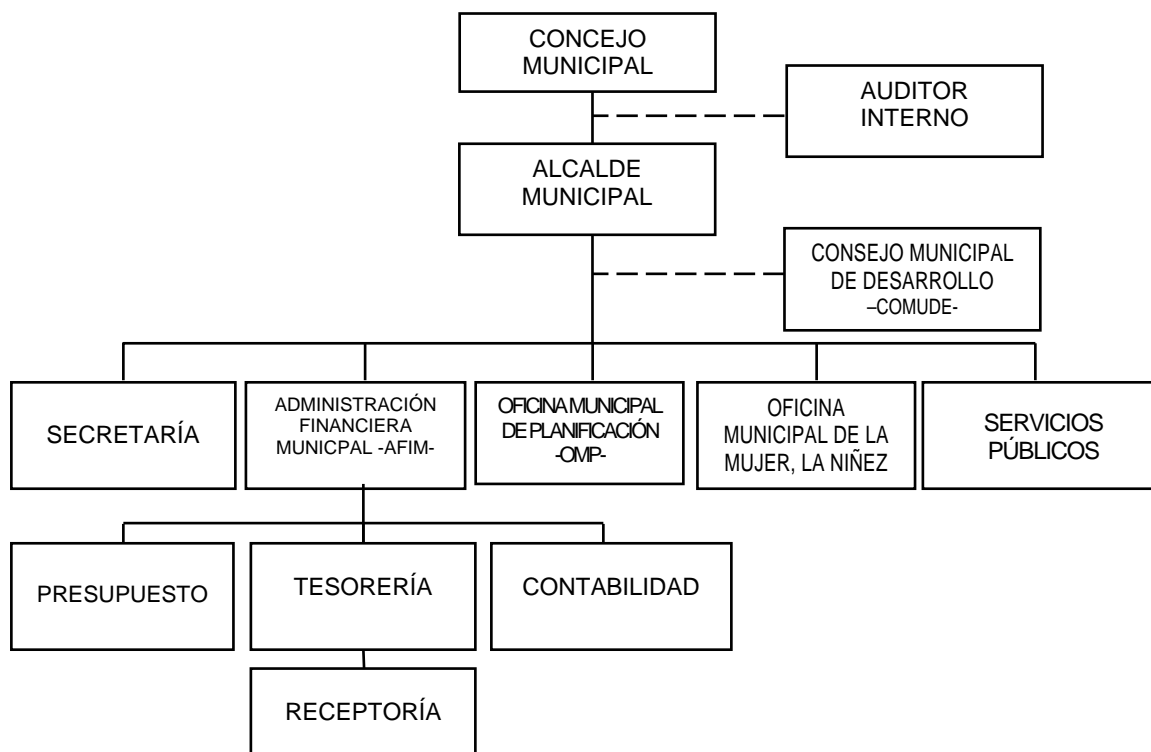 CONCEJO
MUNICIPAL
AUDITOR
INTERNO
ALCALDE
MUNICIPAL
CONSEJO MUNICIPAL
DE DESARROLLO
–COMUDE-
SECRETARÍA
ADMINISTRACIÓN
FINANCIERA
MUNICPAL -AFIM-
OFICINA MUNICIPAL
DE PLANIFICACIÓN
-OMP-
OFICINA
MUNICIPAL DE LA
MUJER, LA NIÑEZ
SERVICIOS
PÚBLICOS
PRESUPUESTO
TESORERÍA
CONTABILIDAD
RECEPTORÍA